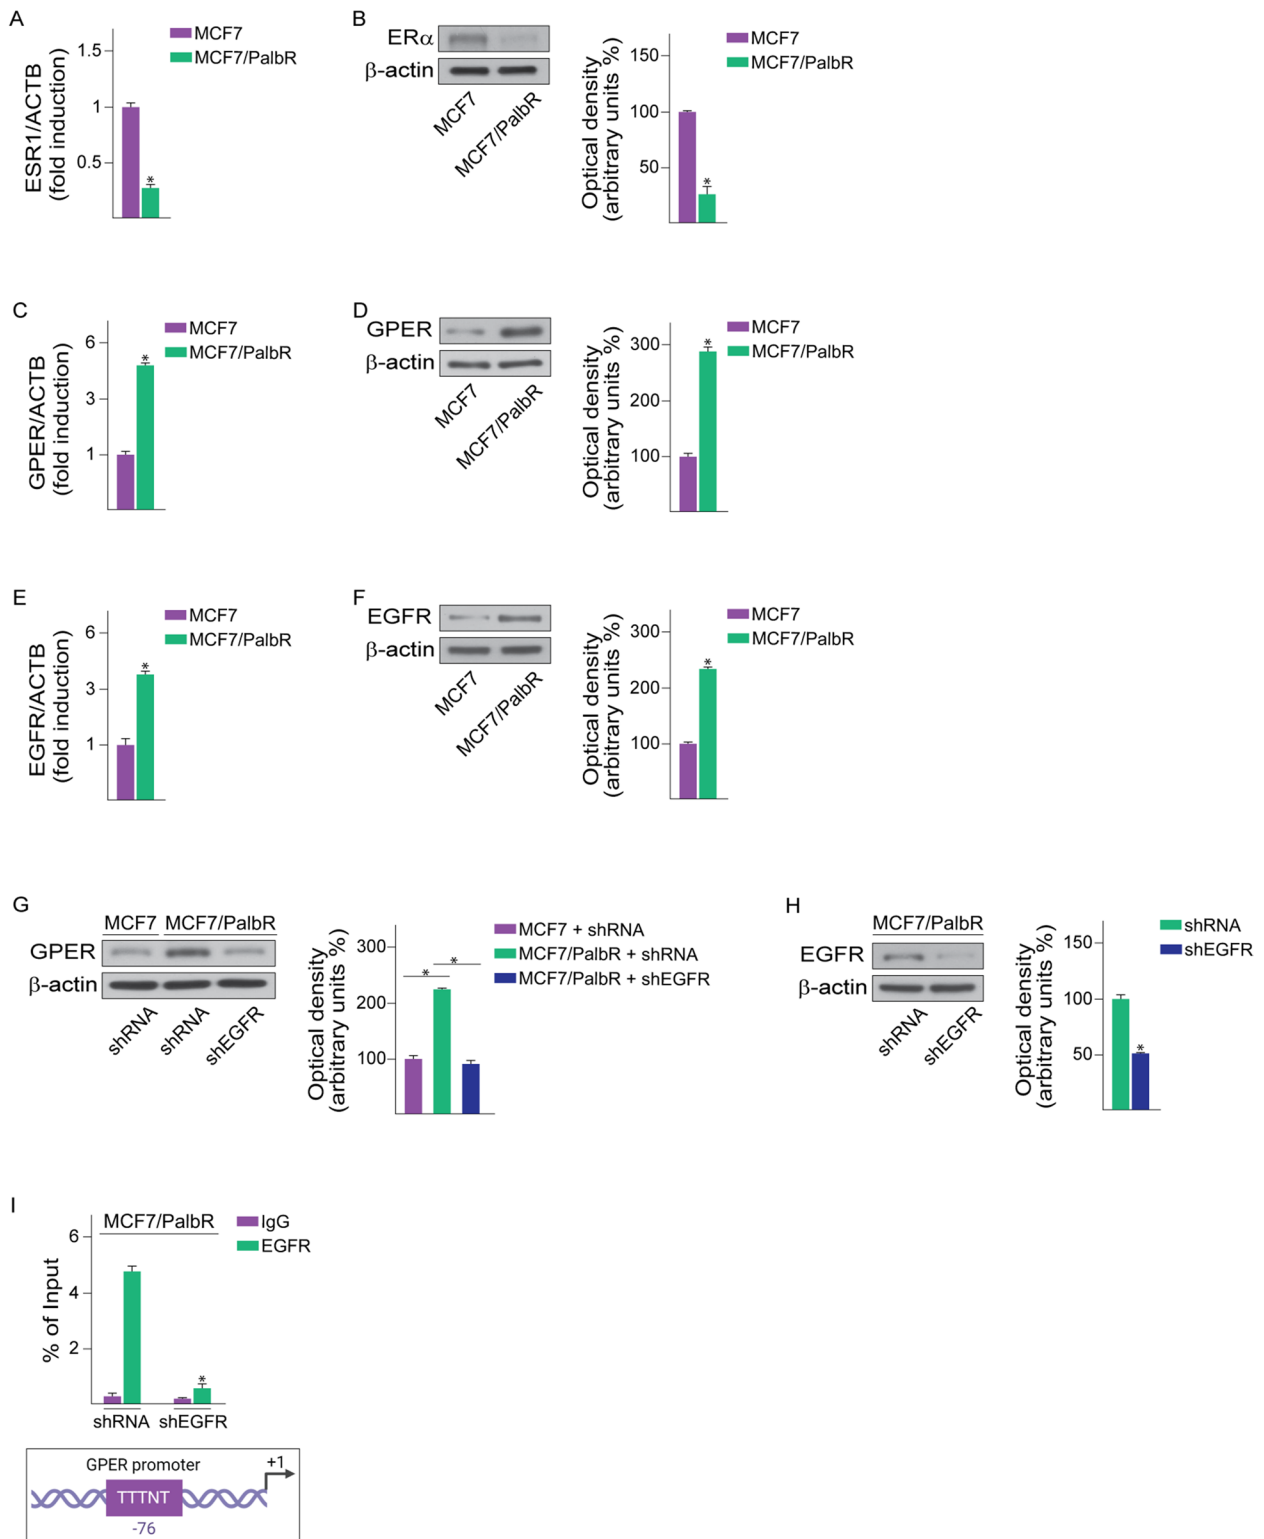 A
ESR1/ACTB
(fold induction)
1.5
1
0.5
*
MCF7
MCF7/PalbR
B
ERα
β-actin
MCF7
MCF7/PalbR
Optical density
(arbitrary units %)
150
100
50
*
MCF7
MCF7/PalbR
C
GPER/ACTB
(fold induction)
6
3
1
*
MCF7
MCF7/PalbR
D
GPER
β-actin
MCF7
MCF7/PalbR
Optical density
(arbitrary units %)
300
200
100
*
MCF7
MCF7/PalbR
E
EGFR/ACTB
(fold induction)
6
3
1
*
MCF7
MCF7/PalbR
F
EGFR
β-actin
MCF7
MCF7/PalbR
Optical density
(arbitrary units %)
300
200
100
*
MCF7
MCF7/PalbR
G
MCF7 MCF7/PalbR
GPER
β-actin
shRNA
shRNA
shEGFR
Optical density
(arbitrary units %)
300
200
100
*
*
MCF7 + shRNA
MCF7/PalbR + shRNA
MCF7/PalbR + shEGFR
H
MCF7/PalbR
EGFR
β-actin
shRNA
shEGFR
Optical density
(arbitrary units %)
150
100
50
*
shRNA
shEGFR
I
MCF7/PalbR
% of Input
6
4
2
*
shRNA shEGFR
IgG
EGFR
GPER promoter
+1
TTTNT
-76